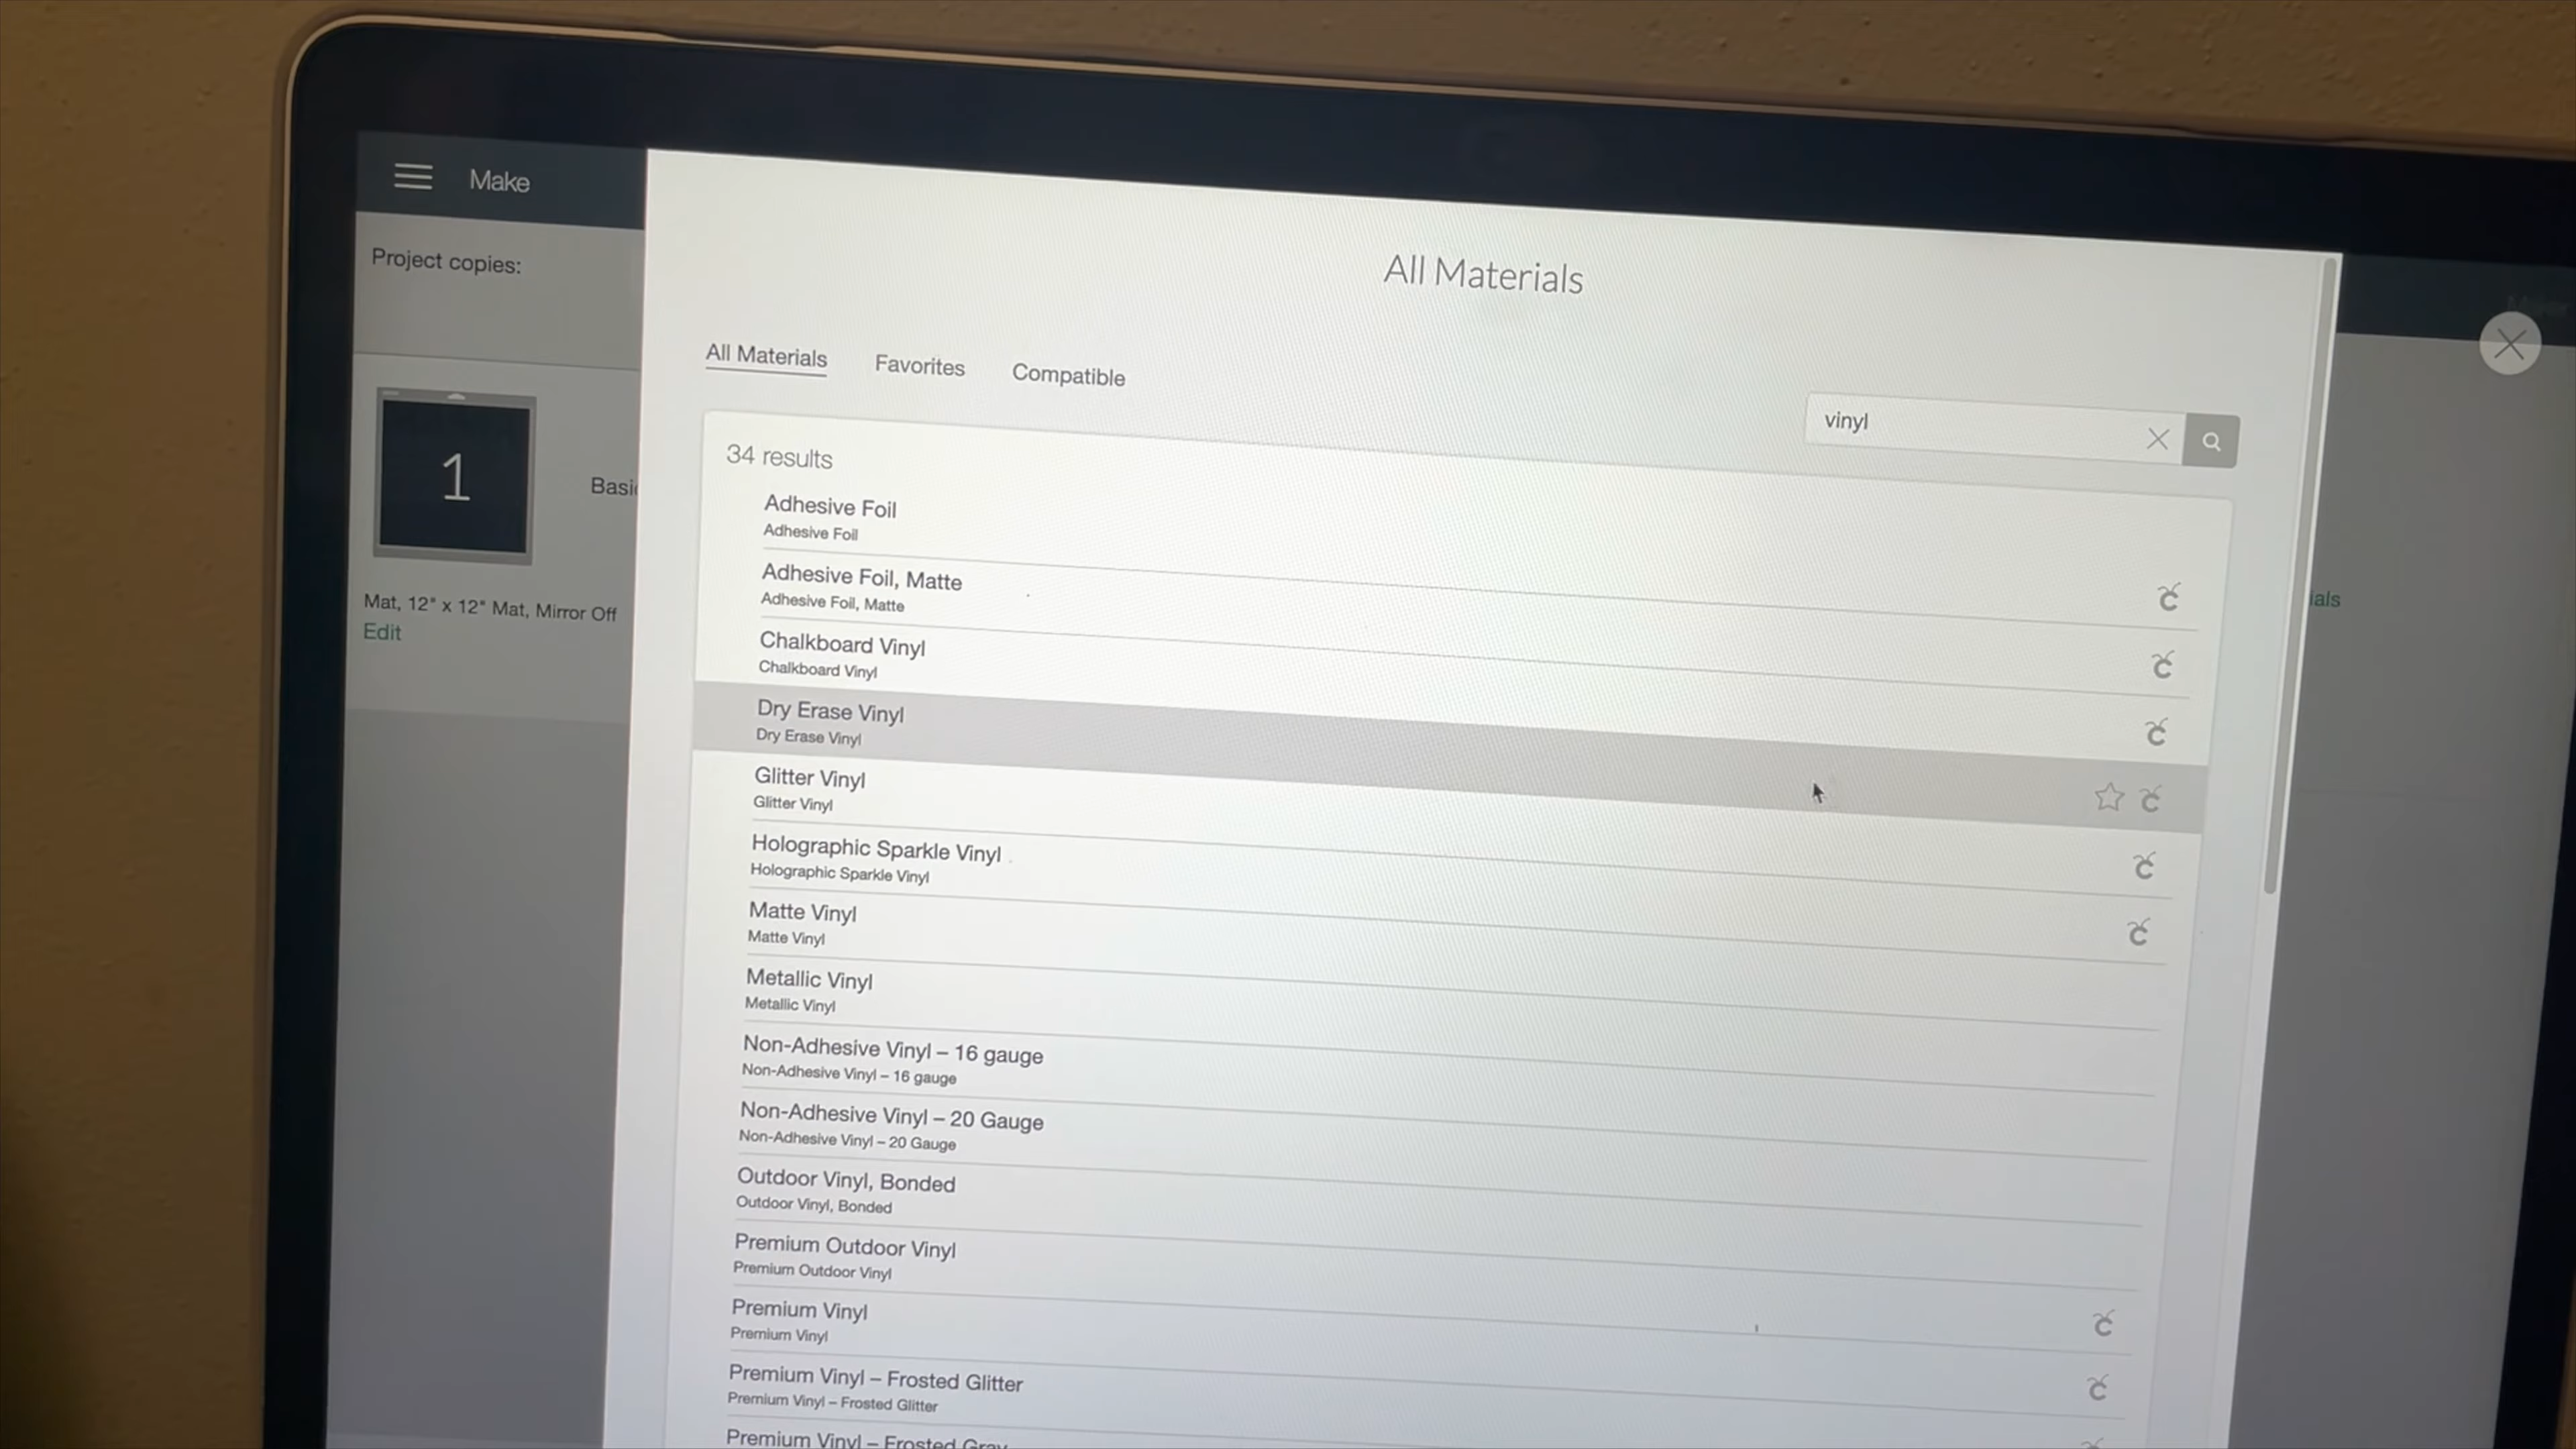 Make
Project copies:
1
Mat, 12" x 12" Mat, Mirror Off
Edit
All Materials
All Materials
Favorites
Compatible
vinyl
34 results
Adhesive Foil
Adhesive Foil
Adhesive Foil, Matte
Adhesive Foil, Matte
Chalkboard Vinyl
Chalkboard Vinyl
Dry Erase Vinyl
Dry Erase Vinyl
Glitter Vinyl
Glitter Vinyl
Holographic Sparkle Vinyl
Holographic Sparkle Vinyl
Matte Vinyl
Matte Vinyl
Metallic Vinyl
Metallic Vinyl
Non-Adhesive Vinyl – 16 gauge
Non-Adhesive Vinyl – 16 gauge
Non-Adhesive Vinyl – 20 Gauge
Non-Adhesive Vinyl – 20 Gauge
Outdoor Vinyl, Bonded
Outdoor Vinyl, Bonded
Premium Outdoor Vinyl
Premium Outdoor Vinyl
Premium Vinyl
Premium Vinyl
Premium Vinyl – Frosted Glitter
Premium Vinyl – Frosted Glitter
Premium Vinyl – Frosted Gray